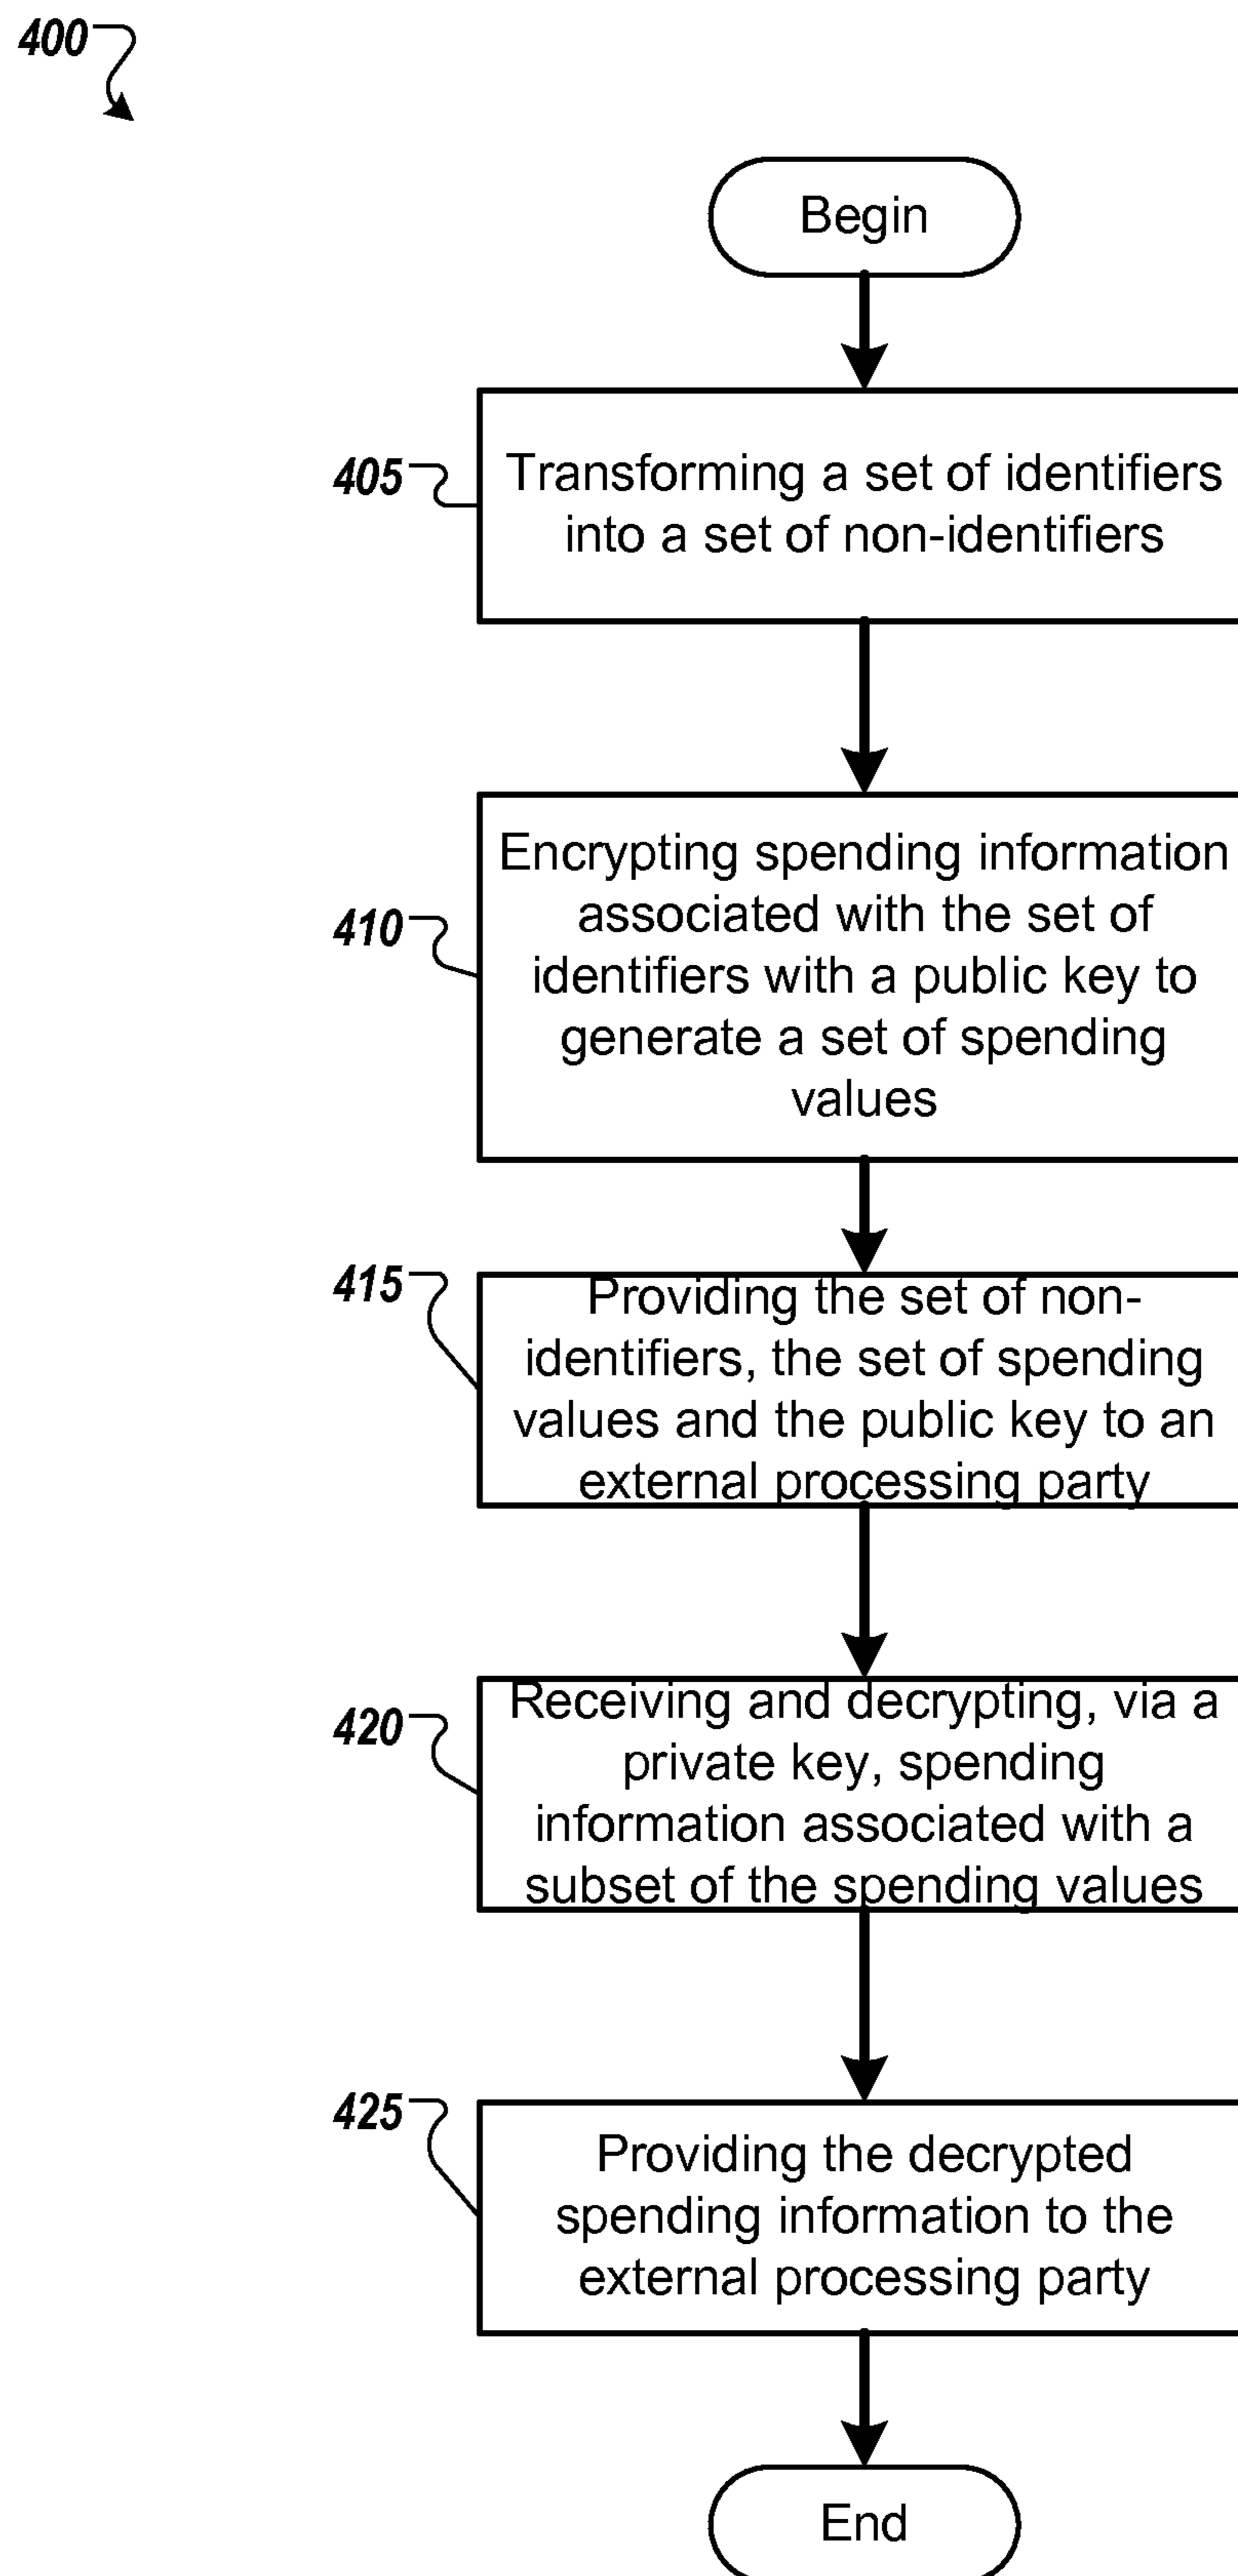 400
Begin
405
Transforming a set of identifiers
into a set of non-identifiers
410
Encrypting spending information
associated with the set of
identifiers with a public key to
generate a set of spending
values
415
Providing the set of non-
identifiers, the set of spending
values and the public key to an
external processing party
420
Receiving and decrypting, via a
private key, spending
information associated with a
subset of the spending values
425
Providing the decrypted
spending information to the
external processing party
End